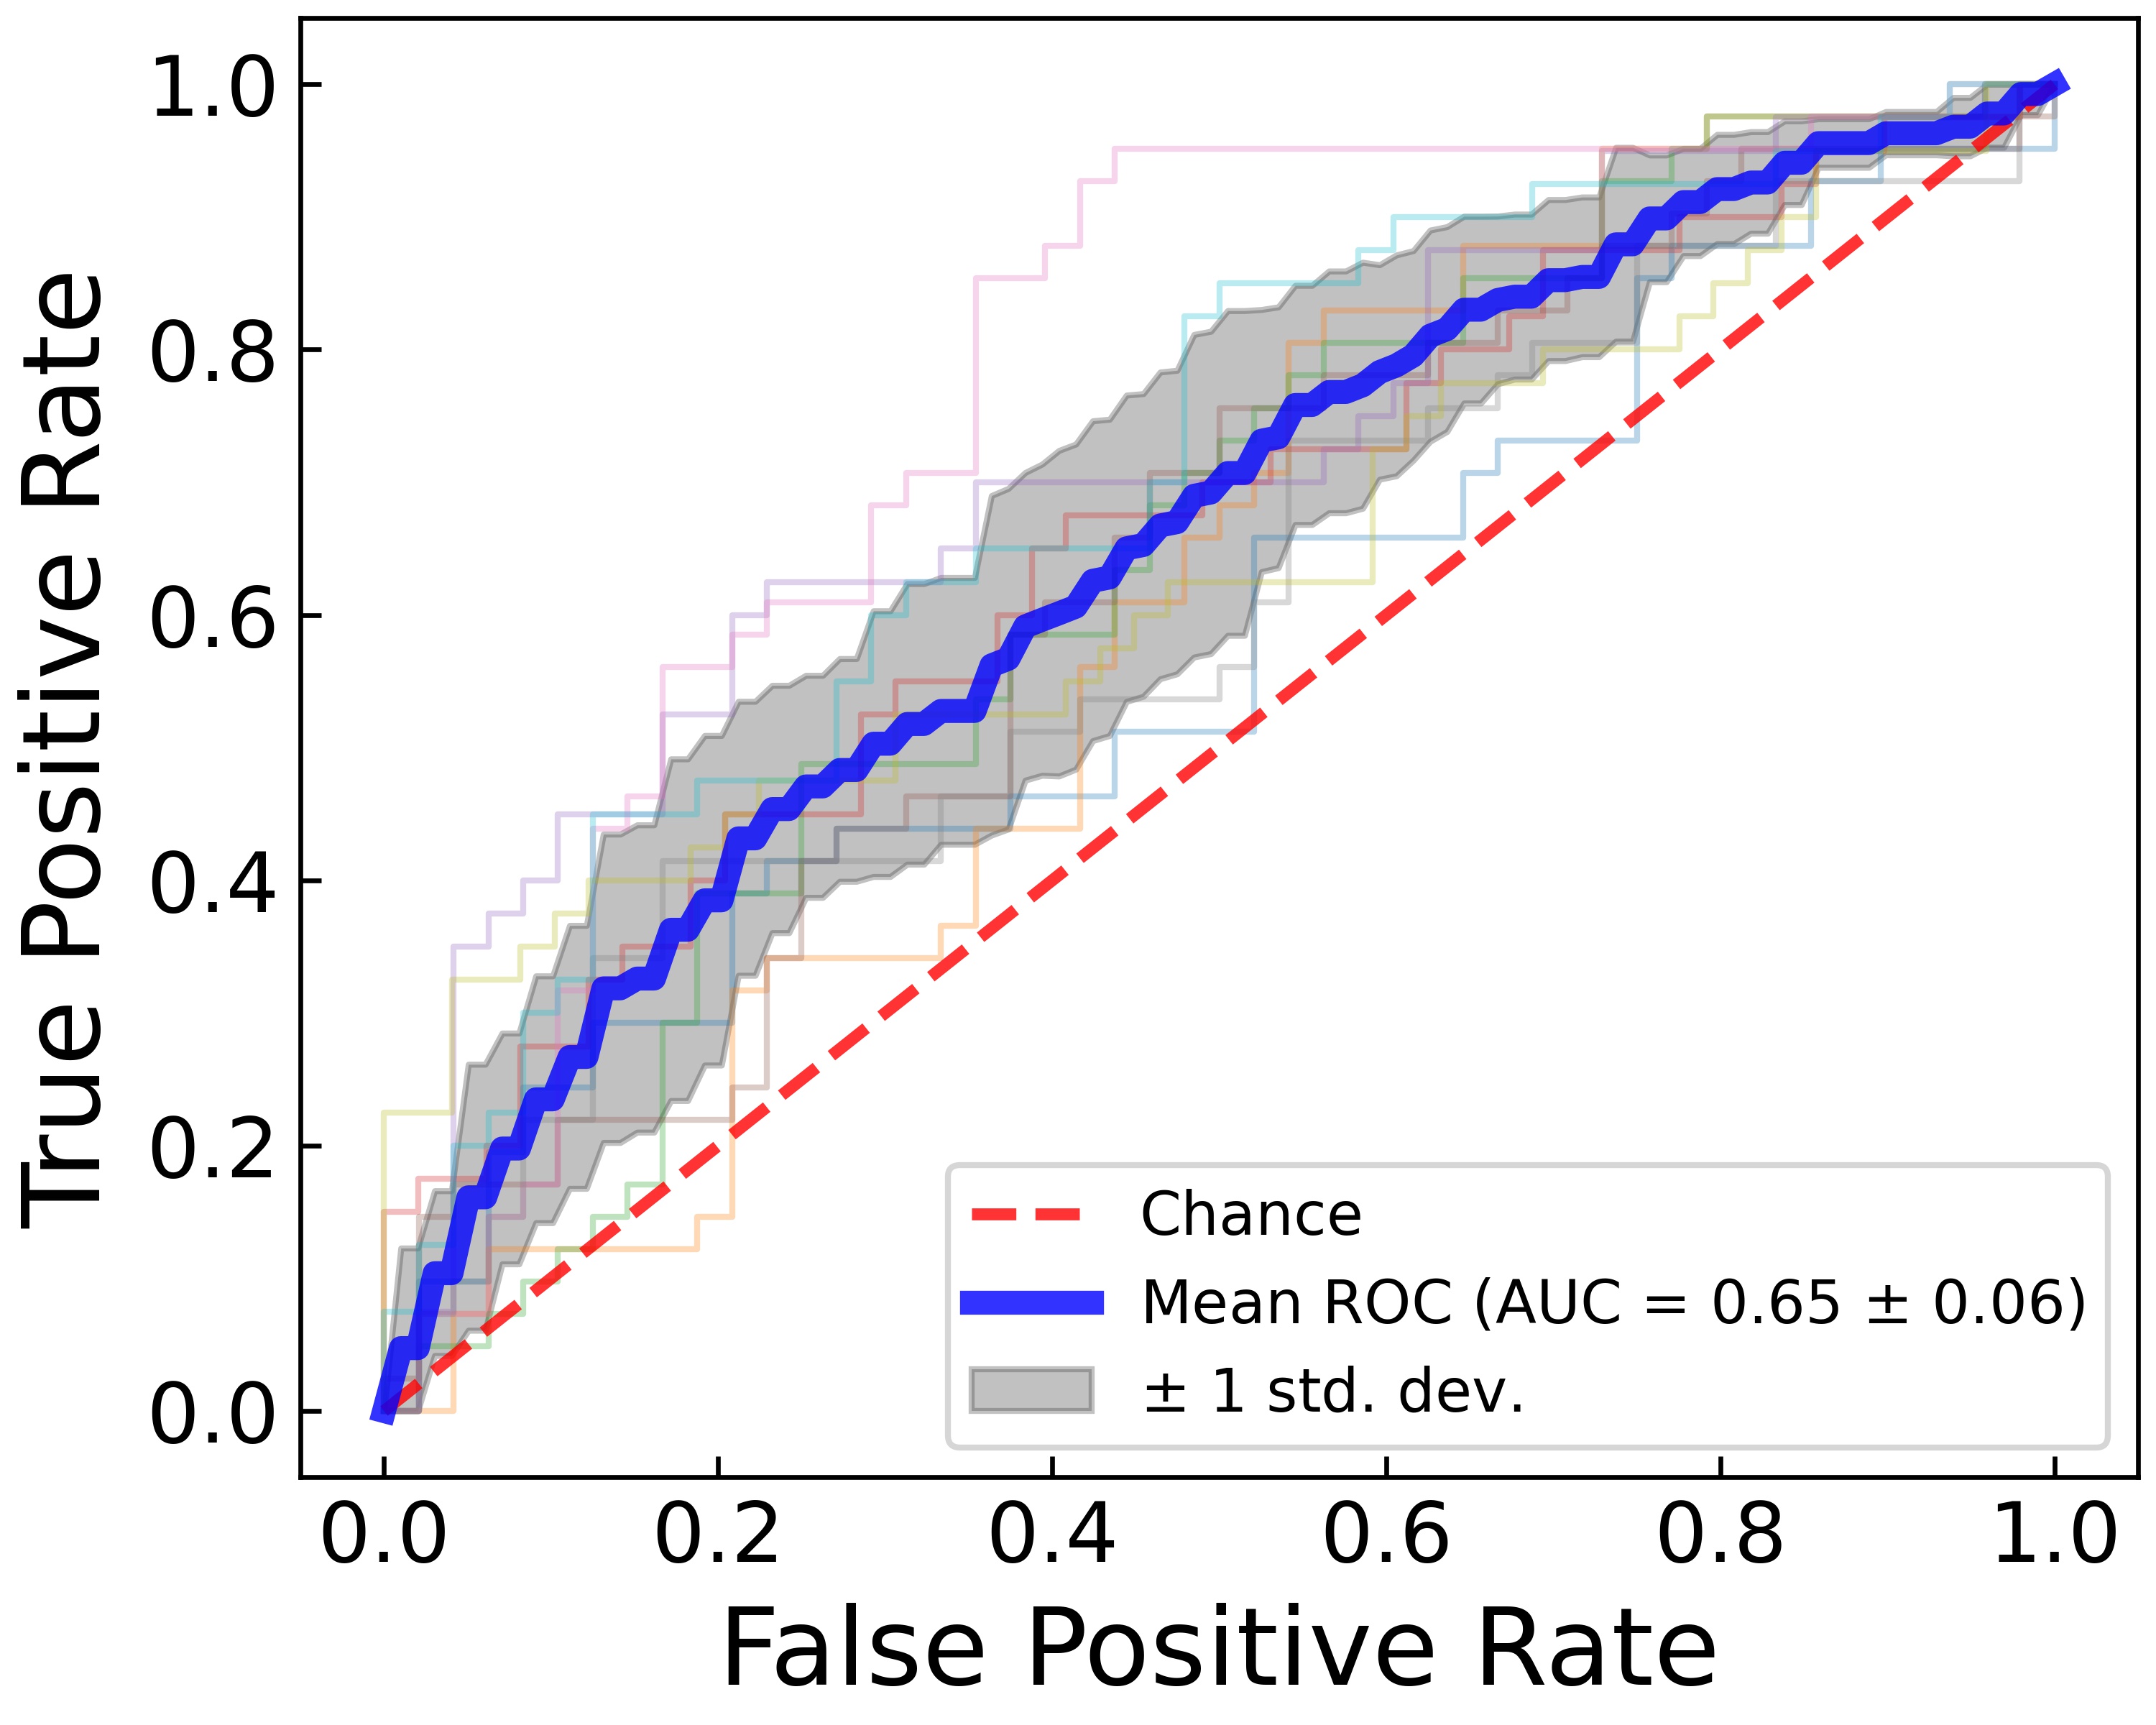 True Positive Rate
1.0
0.8
0.6
0.4
0.2
0.0
Chance
Mean ROC (AUC = 0.65 ± 0.06)
± 1 std. dev.
0.0 0.2 0.4 0.6 0.8 1.0
False Positive Rate